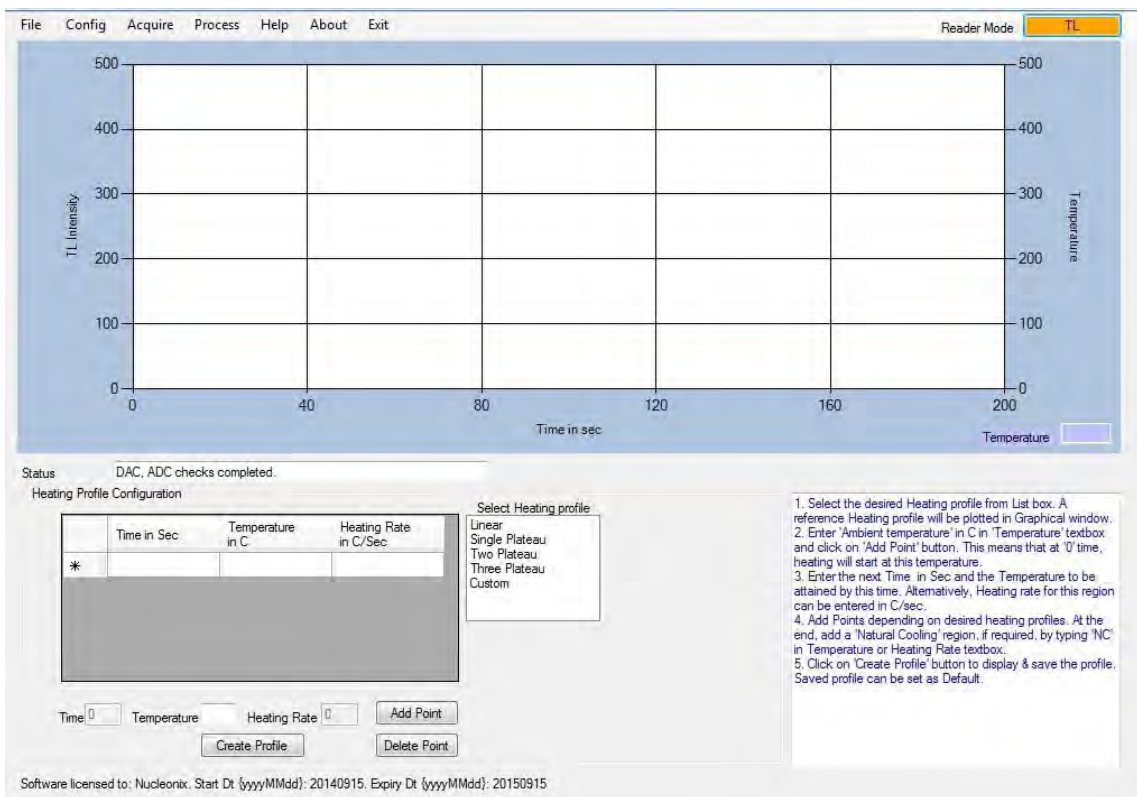 File Config Acquire Process Help About Exit
Reader Mode TL
500 500
400 400
300 300
200 200
100 100
0 0
TL Intensity
Temperature
0 40 80 120 160 200
Time in sec
Temperature
Status DAC, ADC checks completed.
Heating Profile Configuration
Time in Sec Temperature in C Heating Rate in C/Sec
*
Select Heating profile
Linear
Single Plateau
Two Plateau
Three Plateau
Custom
Time 0 Temperature Heating Rate 0 Add Point
Create Profile Delete Point
1. Select the desired Heating profile from List box. A
reference Heating profile will be plotted in Graphical window.
2. Enter 'Ambient temperature' in C in 'Temperature' textbox
and click on 'Add Point' button. This means that at '0' time,
heating will start at this temperature.
3. Enter the next Time in Sec and the Temperature to be
attained by this time. Alternatively, Heating rate for this region
can be entered in C/sec.
4. Add Points depending on desired heating profiles. At the
end, add a 'Natural Cooling' region, if required, by typing 'NC'
in Temperature or Heating Rate textbox.
5. Click on 'Create Profile' button to display & save the profile.
Saved profile can be set as Default.
Software licensed to: Nucleonix. Start Dt {yyyyMMdd}: 20140915. Expiry Dt {yyyyMMdd}: 20150915